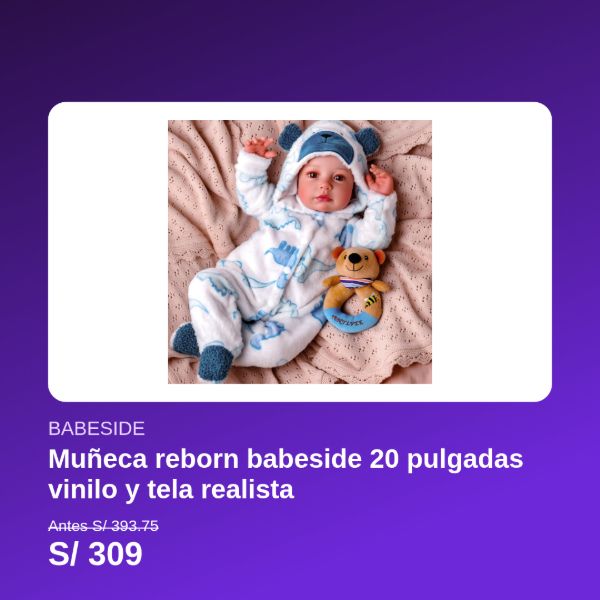 BABESIDE
Muñeca reborn babeside 20 pulgadas
vinilo y tela realista
Antes S/ 393.75
S/ 309